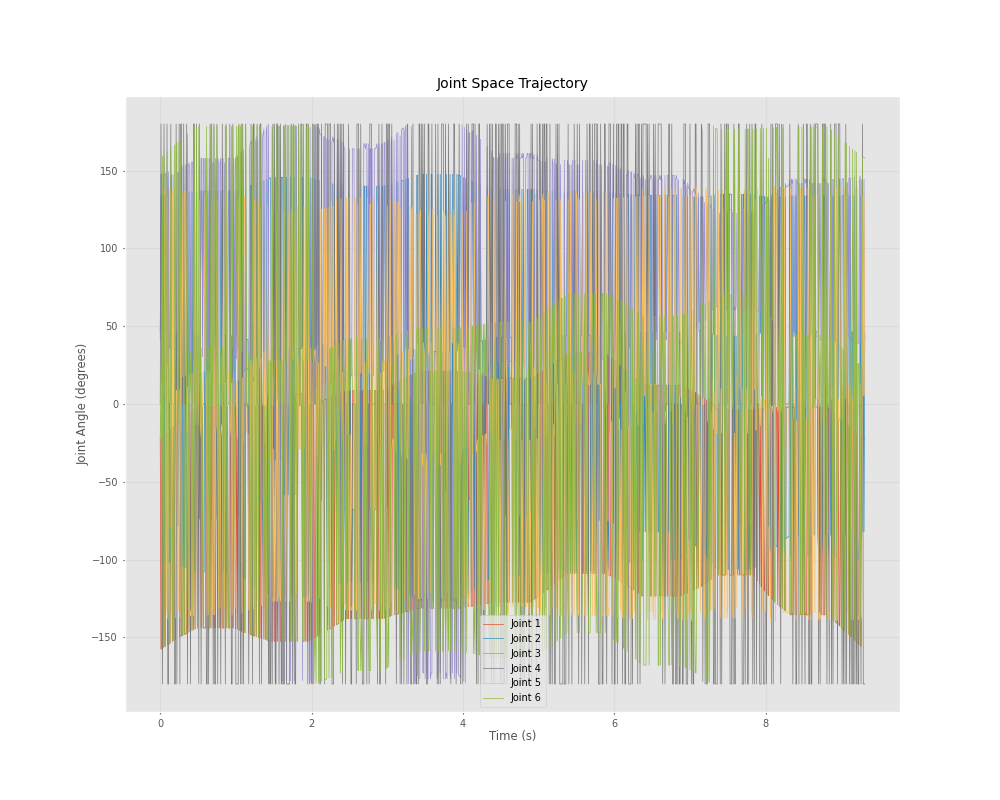 Joint Space Trajectory
150
100
50
0
−50
−100
−150
Joint Angle (degrees)
Joint 1
Joint 2
Joint 3
Joint 4
Joint 5
Joint 6
0 2 4 6 8
Time (s)